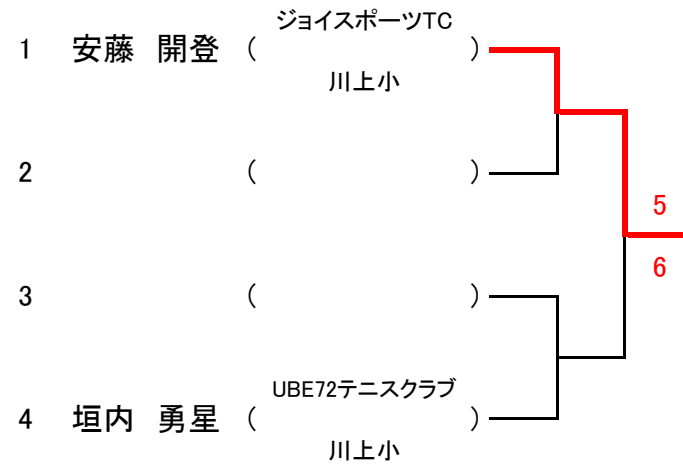 ジョイスポーツTC
1 安藤 開登 ( )
川上小
2 ( )
5
6
3 ( )
UBE72テニスクラブ
4 垣内 勇星 ( )
川上小